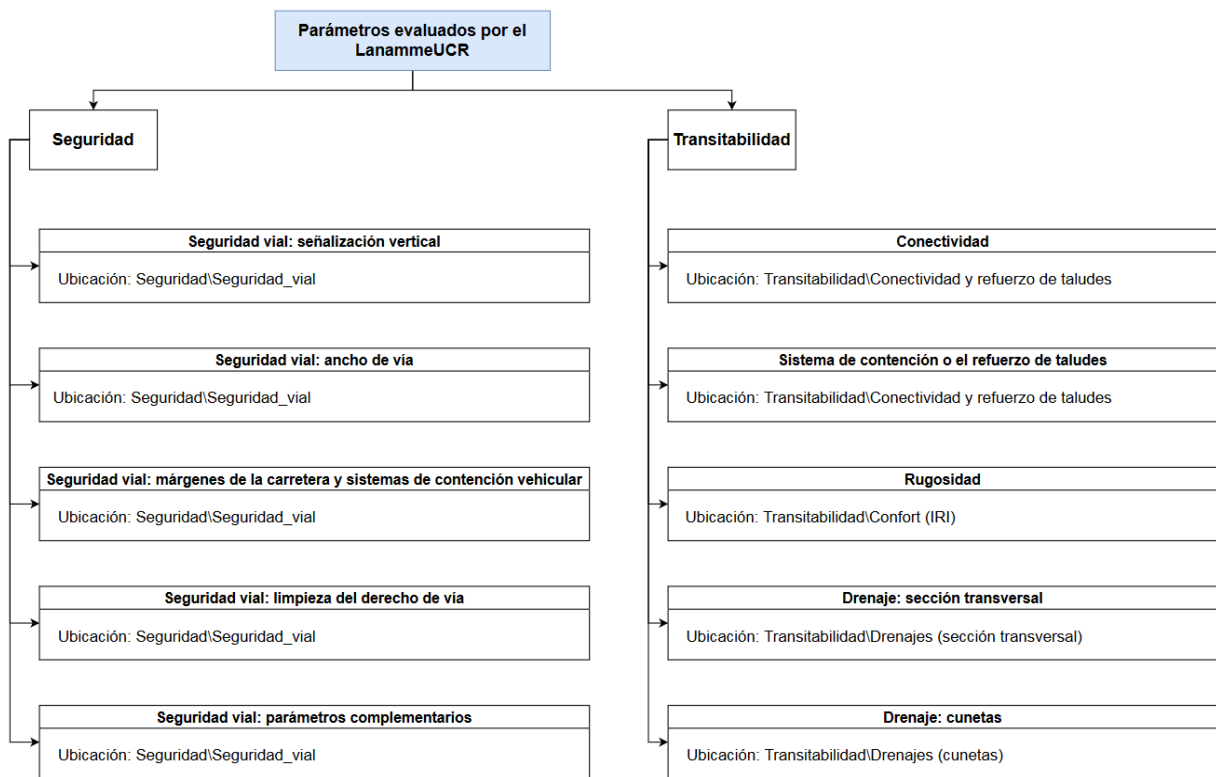 Parámetros evaluados por el
LanammeUCR
Seguridad
Seguridad vial: señalización vertical
Ubicación: Seguridad\Seguridad_vial
Seguridad vial: ancho de vía
Ubicación: Seguridad\Seguridad_vial
Seguridad vial: márgenes de la carretera y sistemas de contención vehicular
Ubicación: Seguridad\Seguridad_vial
Seguridad vial: limpieza del derecho de vía
Ubicación: Seguridad\Seguridad_vial
Seguridad vial: parámetros complementarios
Ubicación: Seguridad\Seguridad_vial
Transitabilidad
Conectividad
Ubicación: Transitabilidad\Conectividad y refuerzo de taludes
Sistema de contención o el refuerzo de taludes
Ubicación: Transitabilidad\Conectividad y refuerzo de taludes
Rugosidad
Ubicación: Transitabilidad\Confort (IRI)
Drenaje: sección transversal
Ubicación: Transitabilidad\Drenajes (sección transversal)
Drenaje: cunetas
Ubicación: Transitabilidad\Drenajes (cunetas)